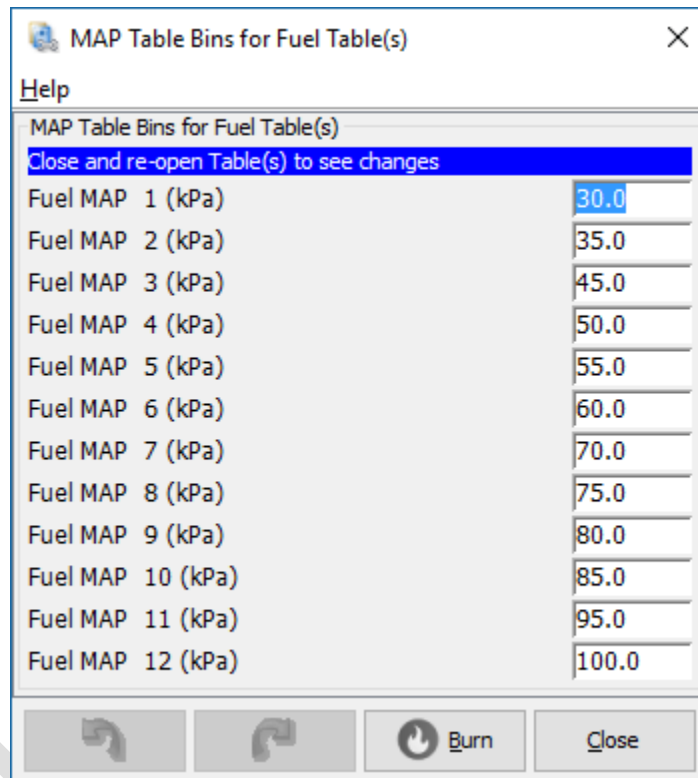 MAP Table Bins for Fuel Table(s)
Help
MAP Table Bins for Fuel Table(s)
Close and re-open Table(s) to see changes
Fuel MAP 1 (kPa) 30.0
Fuel MAP 2 (kPa) 35.0
Fuel MAP 3 (kPa) 45.0
Fuel MAP 4 (kPa) 50.0
Fuel MAP 5 (kPa) 55.0
Fuel MAP 6 (kPa) 60.0
Fuel MAP 7 (kPa) 70.0
Fuel MAP 8 (kPa) 75.0
Fuel MAP 9 (kPa) 80.0
Fuel MAP 10 (kPa) 85.0
Fuel MAP 11 (kPa) 95.0
Fuel MAP 12 (kPa) 100.0
Burn Close